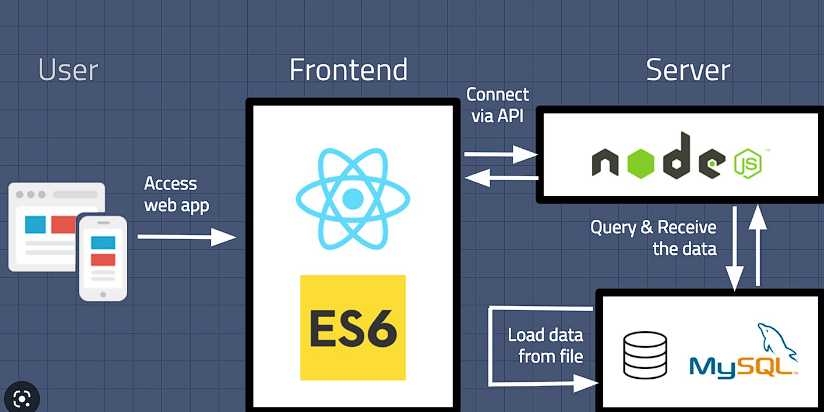 User
Frontend
Server
Connect
via API
node
JS
Access
web app
Query & Receive
the data
ES6
Load data
from file
MySQL